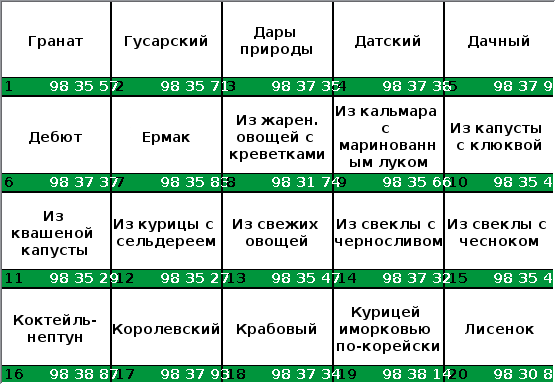 Гранат
Гусарский
Дары
природы
Датский
Дачный
1 98 35 57
2 98 35 71
3 98 37 35
4 98 37 36
5 98 37 9
Дебют
Ермак
Из жарен.
овощей с
креветками
Из кальмара
с
маринованн
ым луком
Из капусты
с клюквой
6 98 37 37
7 98 35 83
8 98 31 74
9 98 35 66
10 98 35 4
Из
квашеной
капусты
Из курицы с
сельдереем
Из свежих
овощей
Из свеклы с
черносливом
Из свеклы с
чесноком
11 98 35 29
12 98 35 27
13 98 35 47
14 98 37 32
15 98 35 4
Коктейль-
нептун
Королевский
Крабовый
Курицей
иморковью
по-корейски
Лисенок
16 98 38 87
17 98 37 93
18 98 37 34
19 98 38 14
20 98 30 8